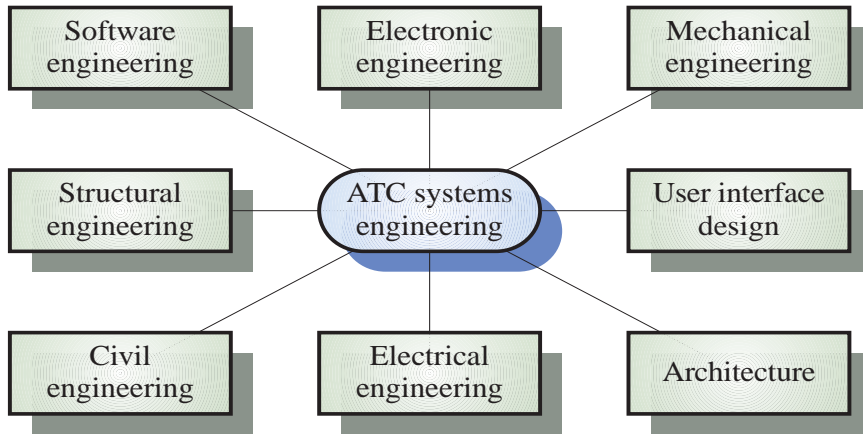 Software
engineering
Electronic
engineering
Mechanical
engineering
Structural
engineering
ATC systems
engineering
User interface
design
Civil
engineering
Electrical
engineering
Architecture